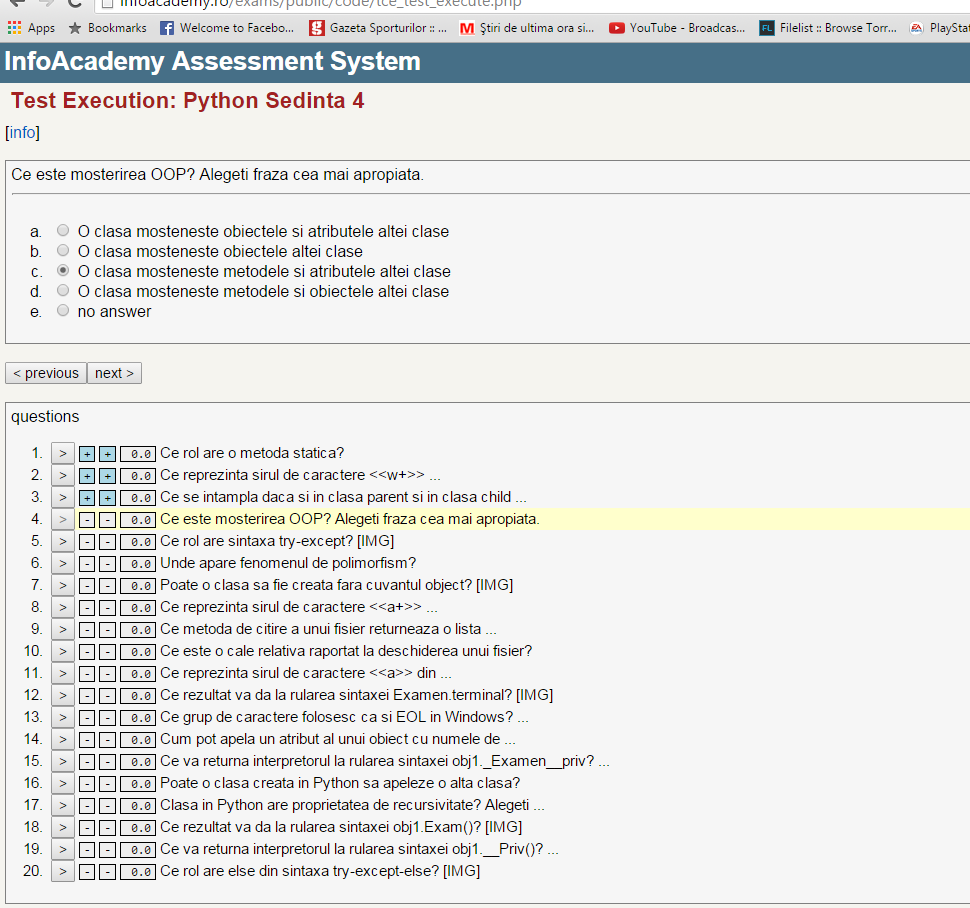 infoacademy.ro/exams/public/code/tce_test_execute.php
Apps Bookmarks Welcome to Facebo... Gazeta Sporturilor :: ... Știri de ultima ora si... YouTube - Broadcas... Filelist :: Browse Torr... PlayStat
InfoAcademy Assessment System
Test Execution: Python Sedinta 4
[info]
Ce este mosterirea OOP? Alegeti fraza cea mai apropiata.
a. O clasa mosteneste obiectele si atributele altei clase
b. O clasa mosteneste obiectele altei clase
c. O clasa mosteneste metodele si atributele altei clase
d. O clasa mosteneste metodele si obiectele altei clase
e. no answer
< previous next >
questions
1. > + + 0.0 Ce rol are o metoda statica?
2. > + + 0.0 Ce reprezinta sirul de caractere <<w+>> ...
3. > + + 0.0 Ce se intampla daca si in clasa parent si in clasa child ...
4. > - - 0.0 Ce este mosterirea OOP? Alegeti fraza cea mai apropiata.
5. > - - 0.0 Ce rol are sintaxa try-except? [IMG]
6. > - - 0.0 Unde apare fenomenul de polimorfism?
7. > - - 0.0 Poate o clasa sa fie creata fara cuvantul object? [IMG]
8. > - - 0.0 Ce reprezinta sirul de caractere <<a+>> ...
9. > - - 0.0 Ce metoda de citire a unui fisier returneaza o lista ...
10. > - - 0.0 Ce este o cale relativa raportat la deschiderea unui fisier?
11. > - - 0.0 Ce reprezinta sirul de caractere <<a>> din ...
12. > - - 0.0 Ce rezultat va da la rularea sintaxei Examen.terminal? [IMG]
13. > - - 0.0 Ce grup de caractere folosesc ca si EOL in Windows? ...
14. > - - 0.0 Cum pot apela un atribut al unui obiect cu numele de ...
15. > - - 0.0 Ce va returna interpretorul la rularea sintaxei obj1._Examen__priv? ...
16. > - - 0.0 Poate o clasa creata in Python sa apeleze o alta clasa?
17. > - - 0.0 Clasa in Python are proprietatea de recursivitate? Alegeti ...
18. > - - 0.0 Ce rezultat va da la rularea sintaxei obj1.Exam()? [IMG]
19. > - - 0.0 Ce va returna interpretorul la rularea sintaxei obj1.__Priv()? ...
20. > - - 0.0 Ce rol are else din sintaxa try-except-else? [IMG]